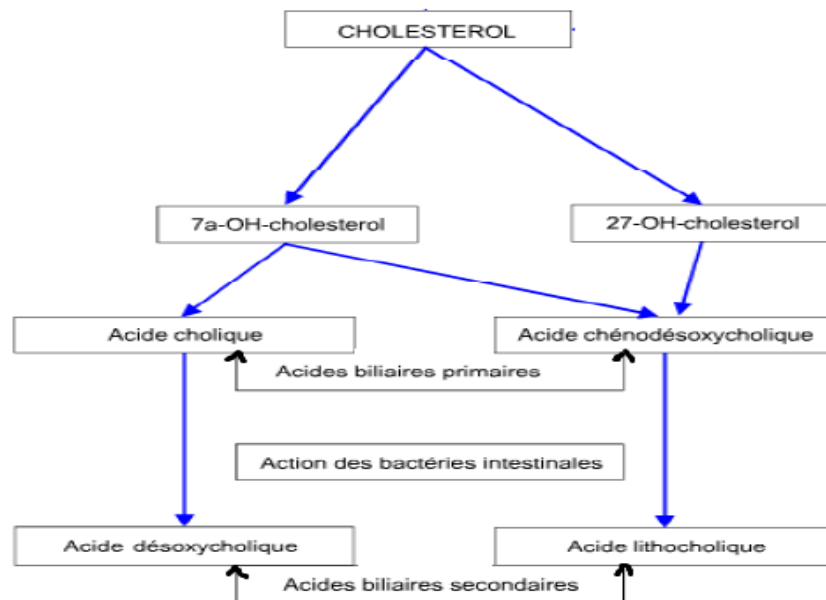 CHOLESTEROL
7a-OH-cholesterol
27-OH-cholesterol
Acide cholique
Acide chénodésoxycholique
Acides biliaires primaires
Action des bactéries intestinales
Acide désoxycholique
Acide lithocholique
Acides biliaires secondaires